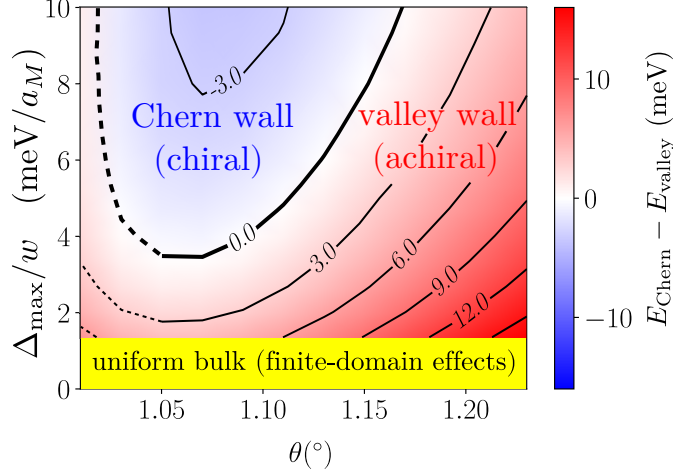 10
8
6
4
2
0
Δmax/w (meV/aM)
-3.0
Chern wall
(chiral)
valley wall
(achiral)
0.0
3.0
6.0
9.0
12.0
uniform bulk (finite-domain effects)
1.05 1.10 1.15 1.20
θ(°)
10
0
−10
EChern − Evalley (meV)